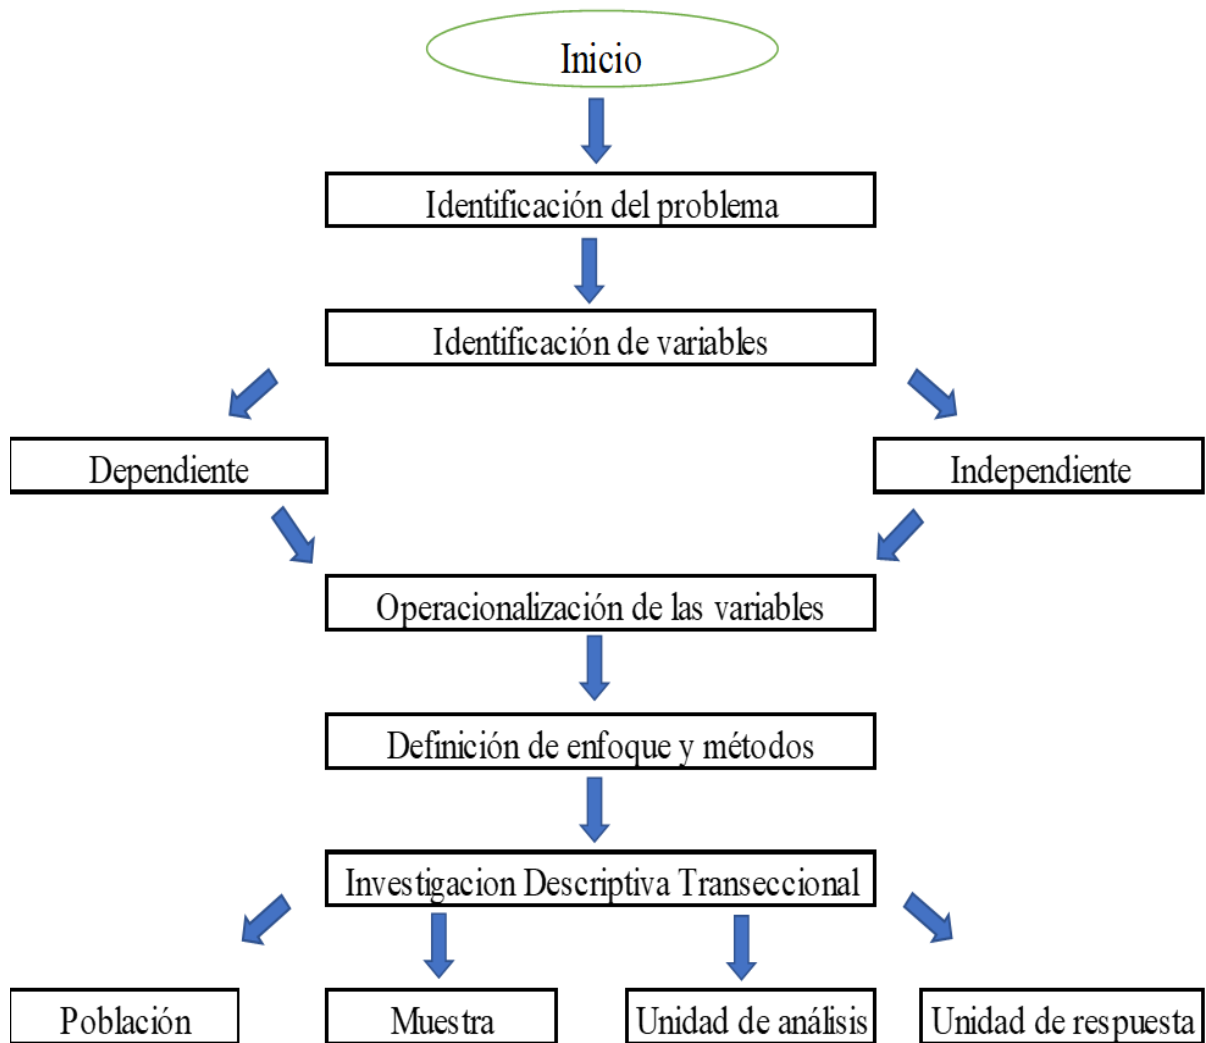 Inicio
Identificación del problema
Identificación de variables
Dependiente
Independiente
Operacionalización de las variables
Definición de enfoque y métodos
Investigacion Descriptiva Transeccional
Población
Muestra
Unidad de análisis
Unidad de respuesta